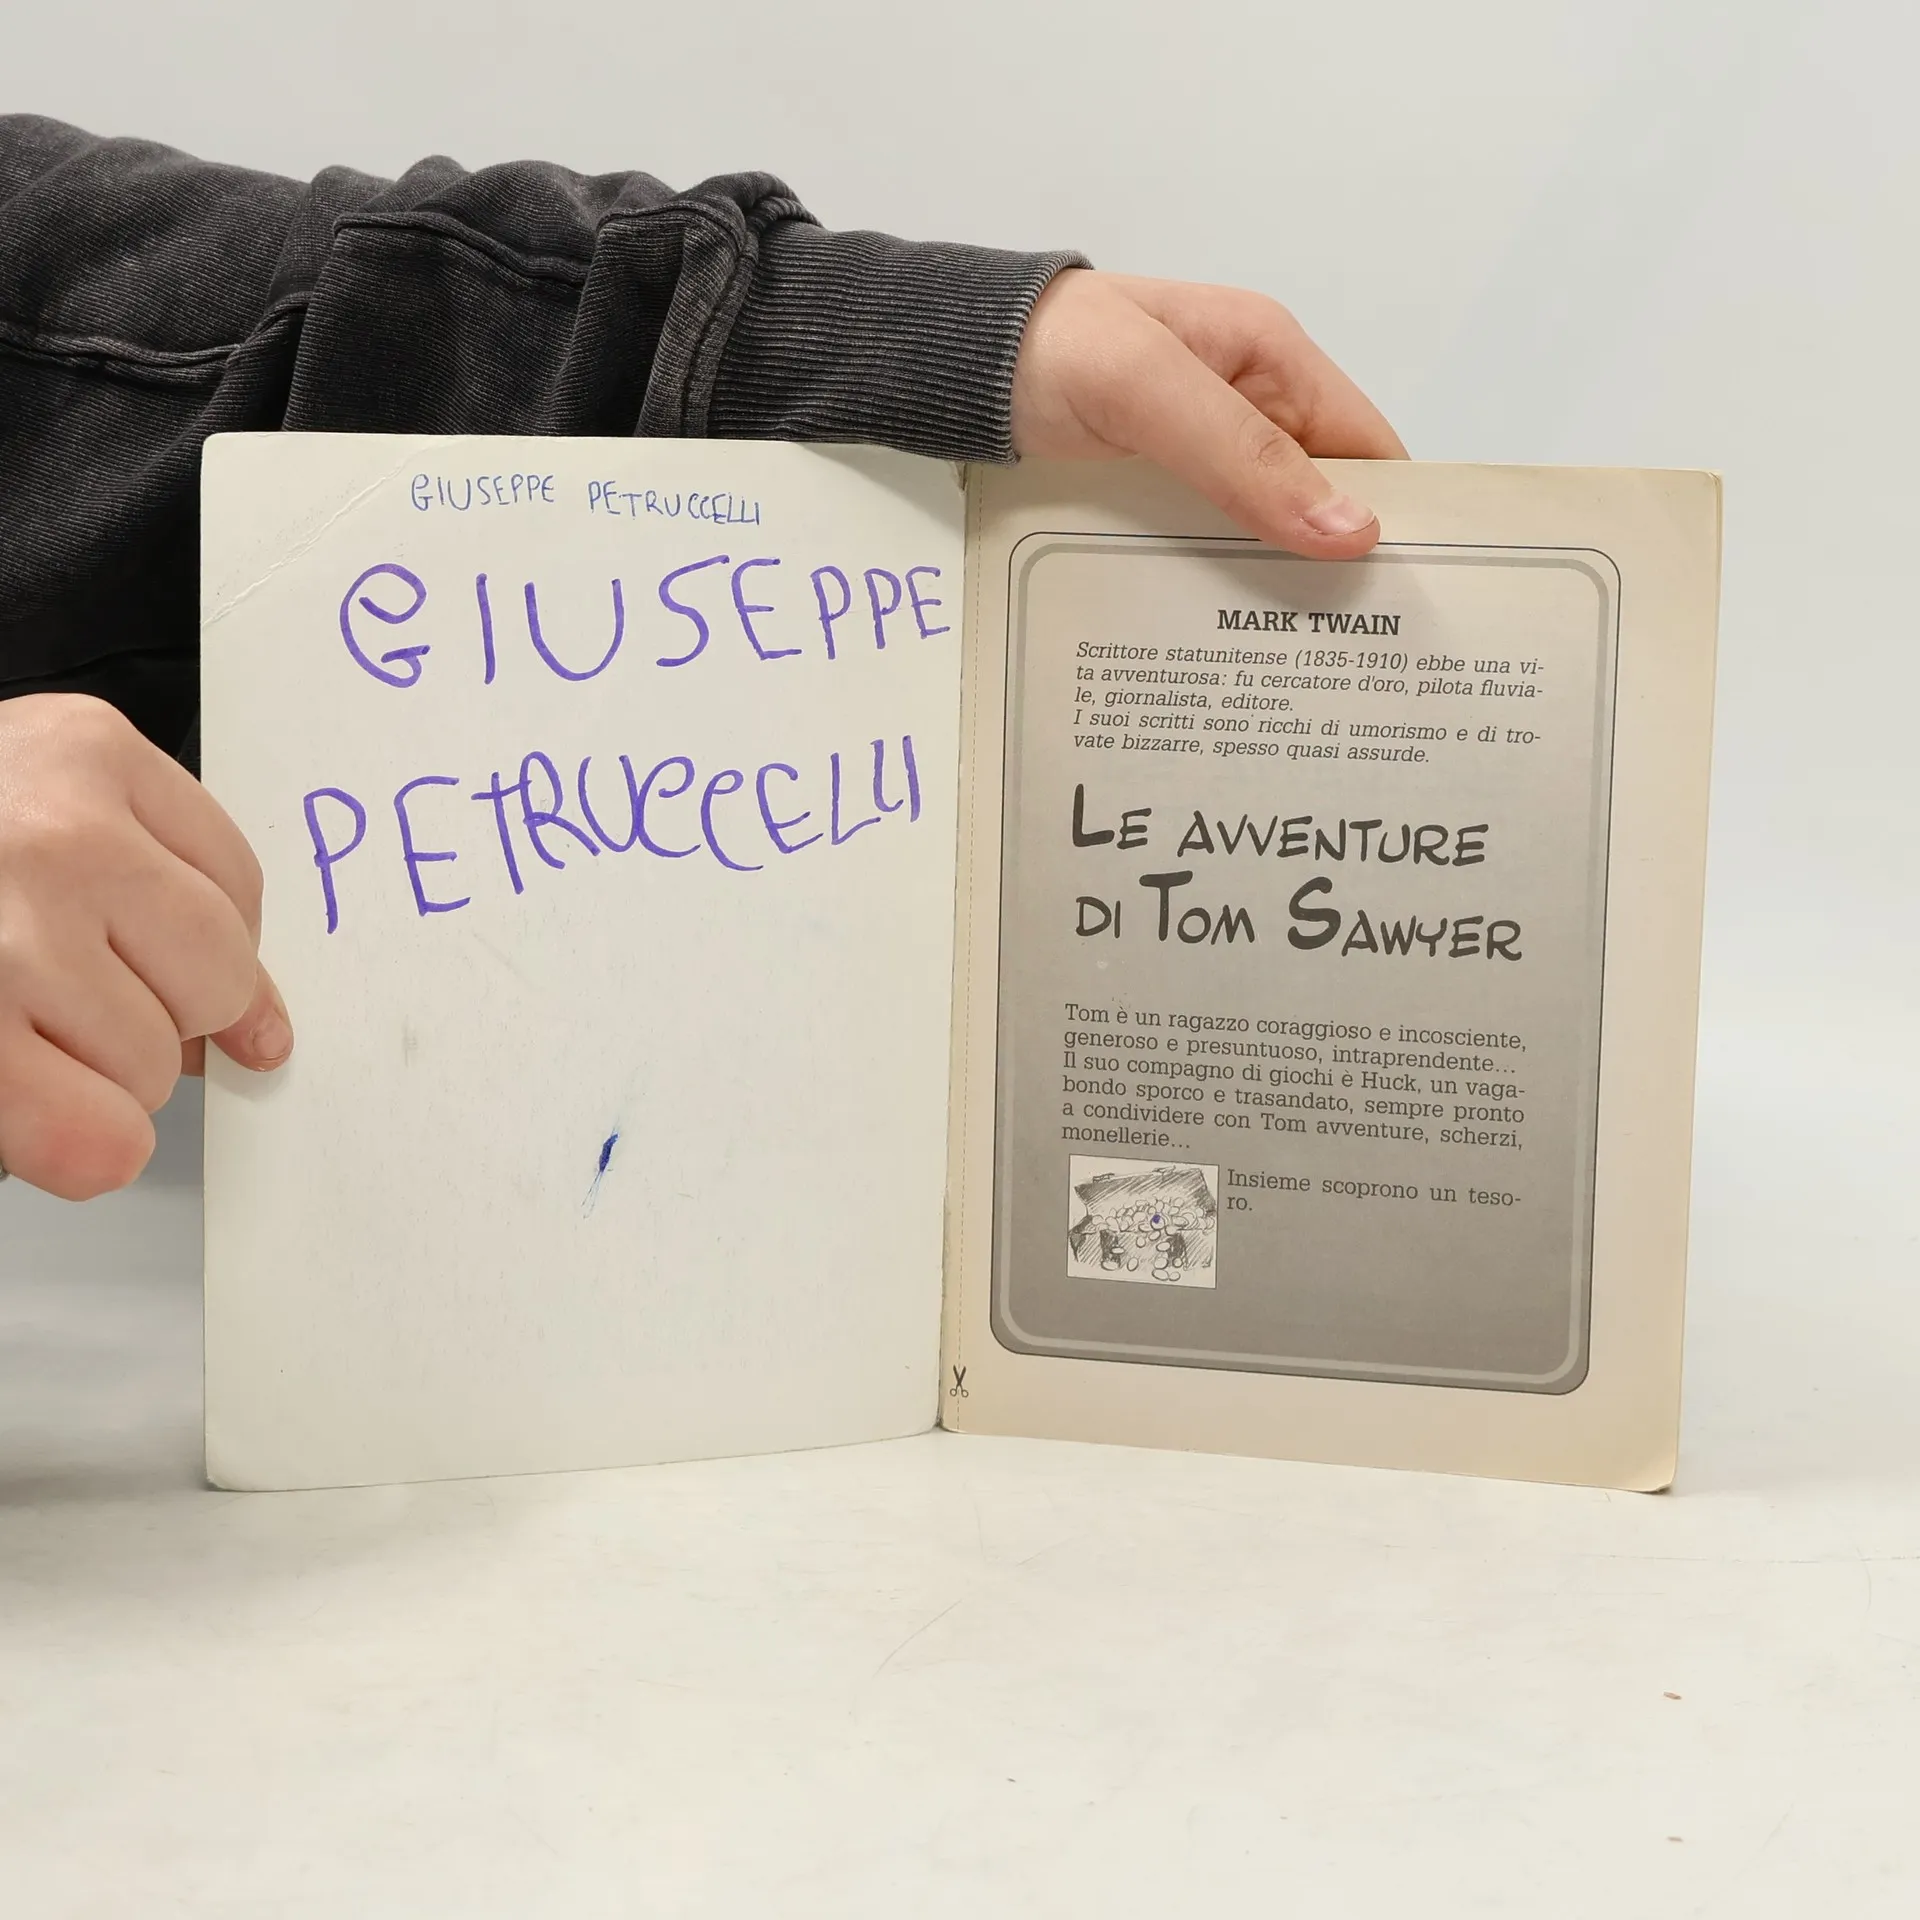 GIUSEPPE PETRUCCELLI
GIUSEPPE
PETRUCCELLI
MARK TWAIN
Scrittore statunitense (1835-1910) ebbe una vi-
ta avventurosa: fu cercatore d'oro, pilota fluvia-
le, giornalista, editore.
I suoi scritti sono ricchi di umorismo e di tro-
vate bizzarre, spesso quasi assurde.
LE AVVENTURE
DI TOM SAWYER
Tom è un ragazzo coraggioso e incosciente,
generoso e presuntuoso, intraprendente...
Il suo compagno di giochi è Huck, un vaga-
bondo sporco e trasandato, sempre pronto
a condividere con Tom avventure, scherzi,
monellerie...
Insieme scoprono un teso-
ro.